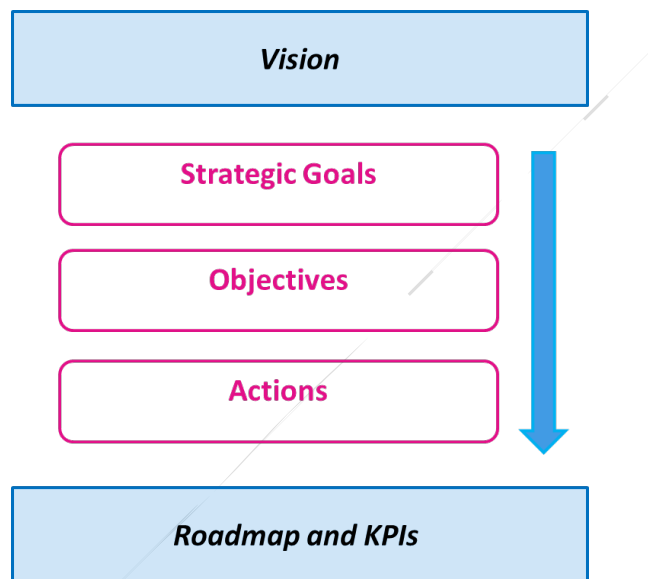 Vision
Strategic Goals
Objectives
Actions
Roadmap and KPIs